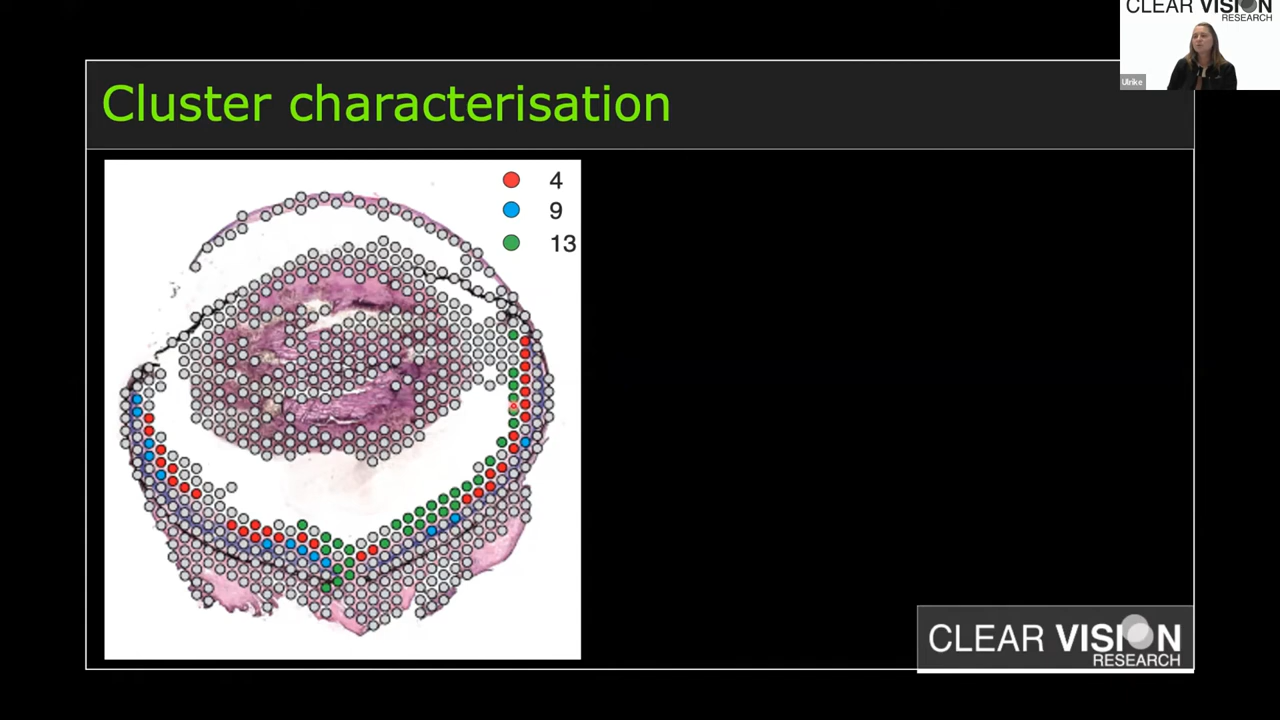 CLEAR VISION
RESEARCH
Ulrike
Cluster characterisation
4
9
13
CLEAR VISION
RESEARCH